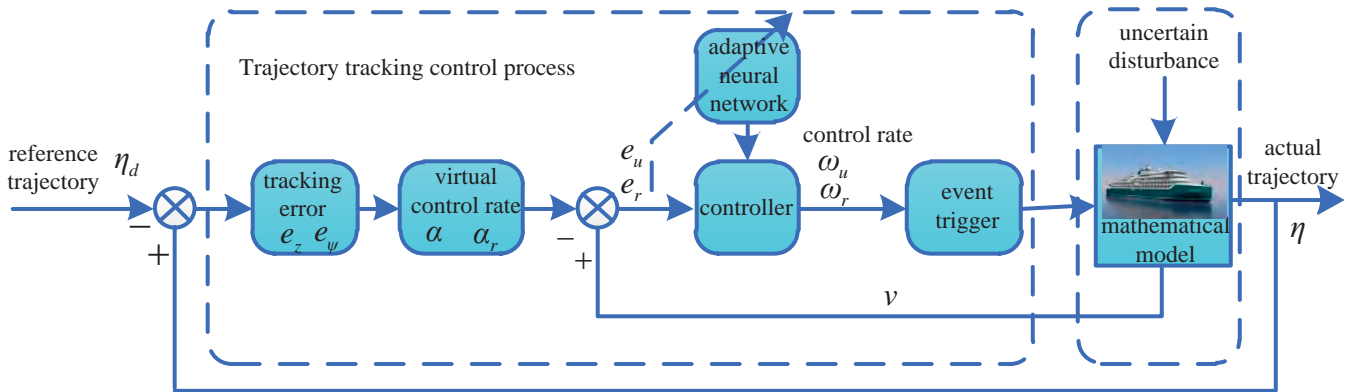 Trajectory tracking control process
reference
trajectory
η_d
−
+
tracking
error
e_z e_ψ
virtual
control rate
α α_r
−
+
e_u
e_r
adaptive
neural
network
controller
control rate
ω_u
ω_r
event
trigger
uncertain
disturbance
mathematical
model
actual
trajectory
η
v